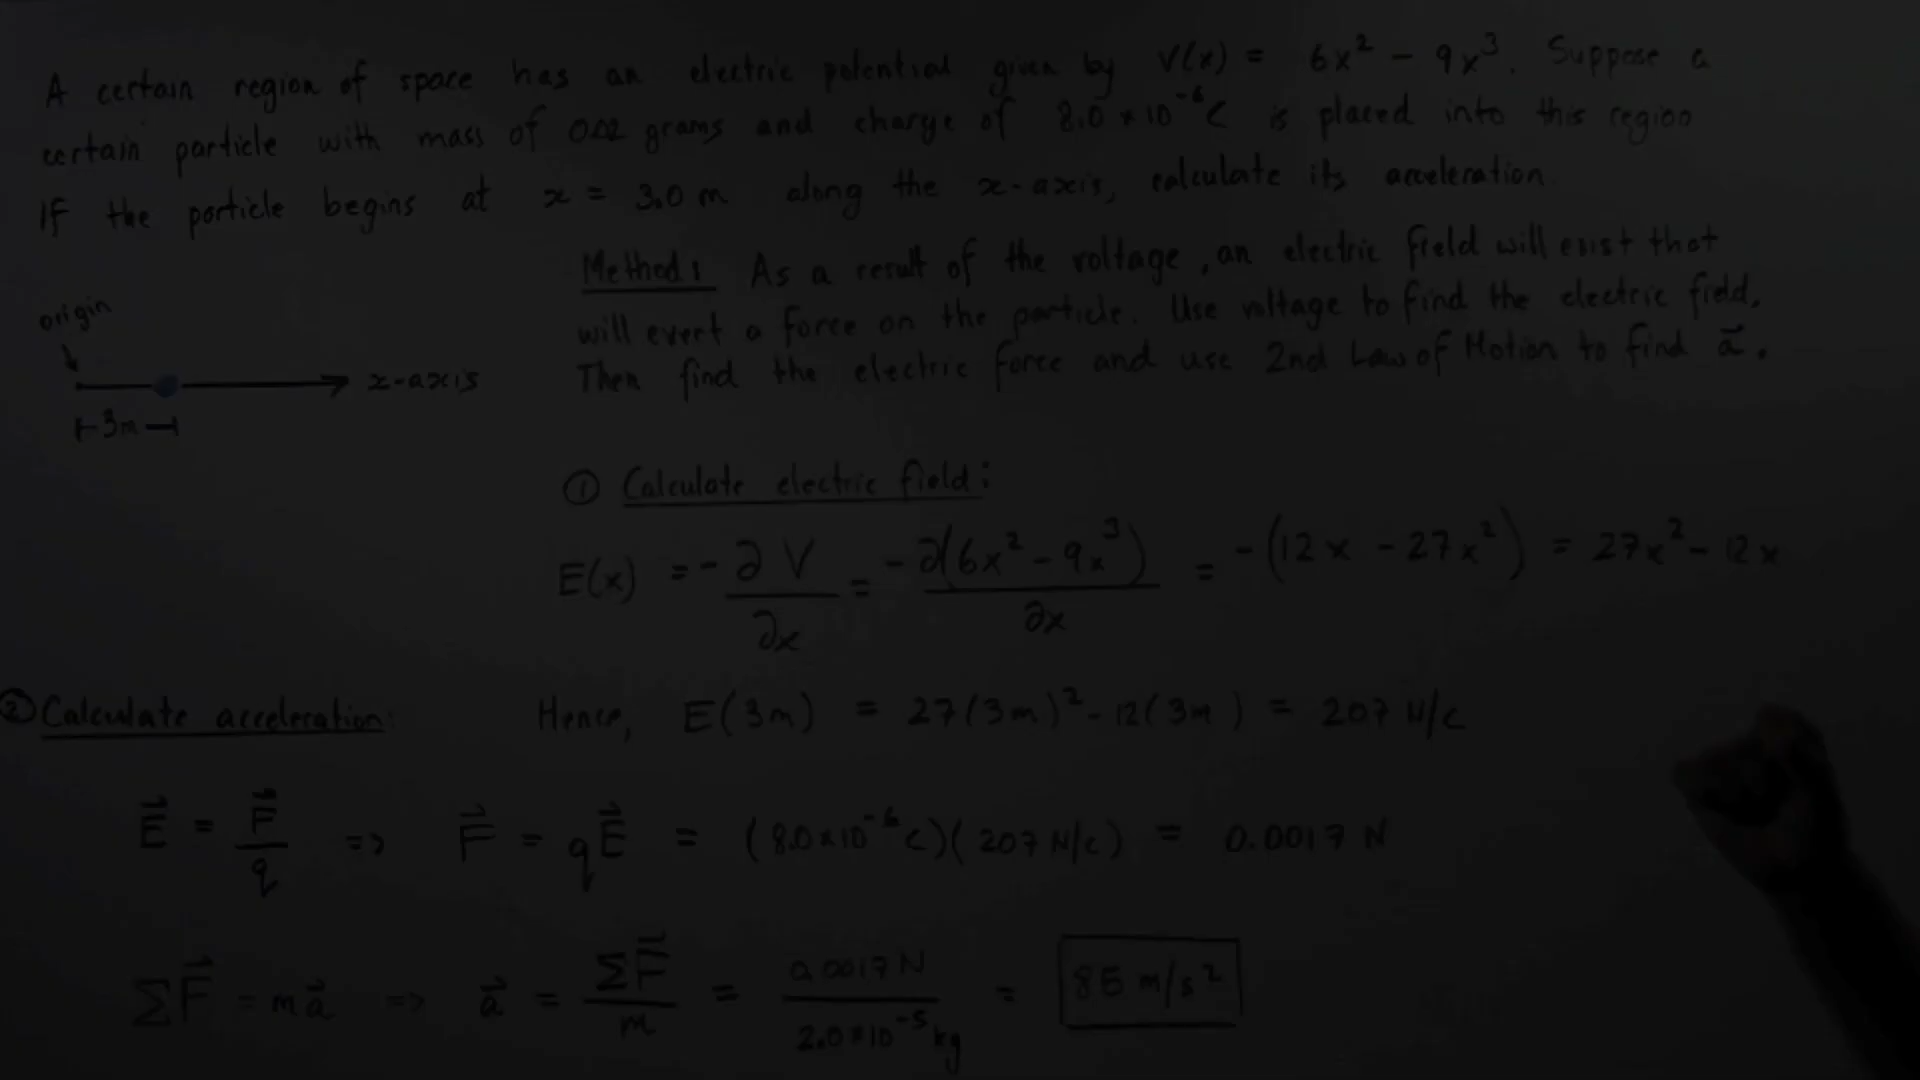 A certain region of space has an electric potential given by V(x) = 6x² - 9x³. Suppose a
certain particle with mass of 0.02 grams and charge of 8.0 × 10⁻⁶ C is placed into this region
If the particle begins at x = 3.0 m along the x-axis, calculate its acceleration.
Method: As a result of the voltage, an electric field will exist that
will exert a force on the particle. Use voltage to find the electric field.
Then find the electric force and use 2nd Law of Motion to find a⃗.
origin
x-axis
3m
① Calculate electric field:
E(x) = -∂V/∂x = -∂(6x² - 9x³)/∂x = -(12x - 27x²) = 27x² - 12x
Hence, E(3m) = 27(3m)² - 12(3m) = 207 N/C
② Calculate acceleration:
E⃗ = F⃗/q => F⃗ = qE⃗ = (8.0×10⁻⁶ C)(207 N/C) = 0.0017 N
ΣF⃗ = ma⃗ => a⃗ = ΣF⃗/m = 0.0017 N/2.0×10⁻⁵ kg = 85 m/s²